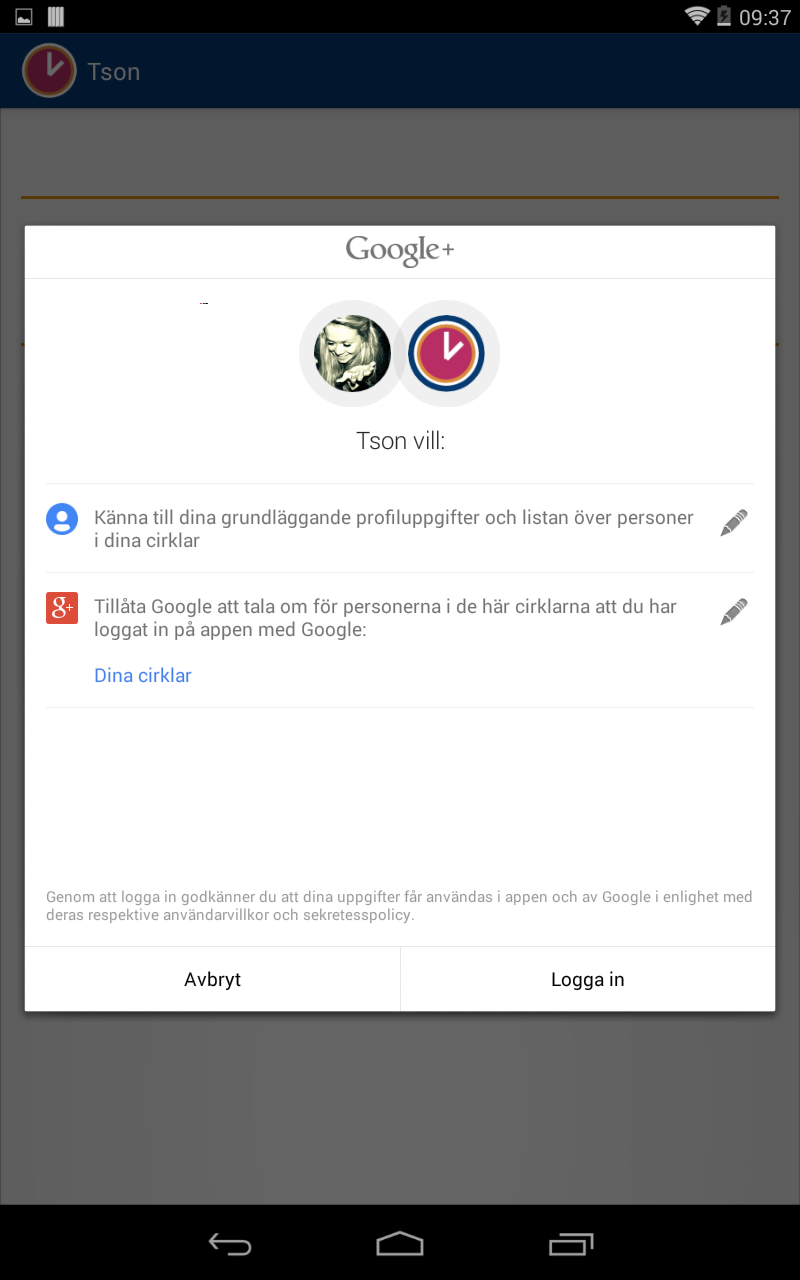 09:37
Tson
Google+
Tson vill:
Känna till dina grundläggande profiluppgifter och listan över personer
i dina cirklar
g+
Tillåta Google att tala om för personerna i de här cirklarna att du har
loggat in på appen med Google:
Dina cirklar
Genom att logga in godkänner du att dina uppgifter får användas i appen och av Google i enlighet med
deras respektive användarvillkor och sekretesspolicy.
Avbryt
Logga in